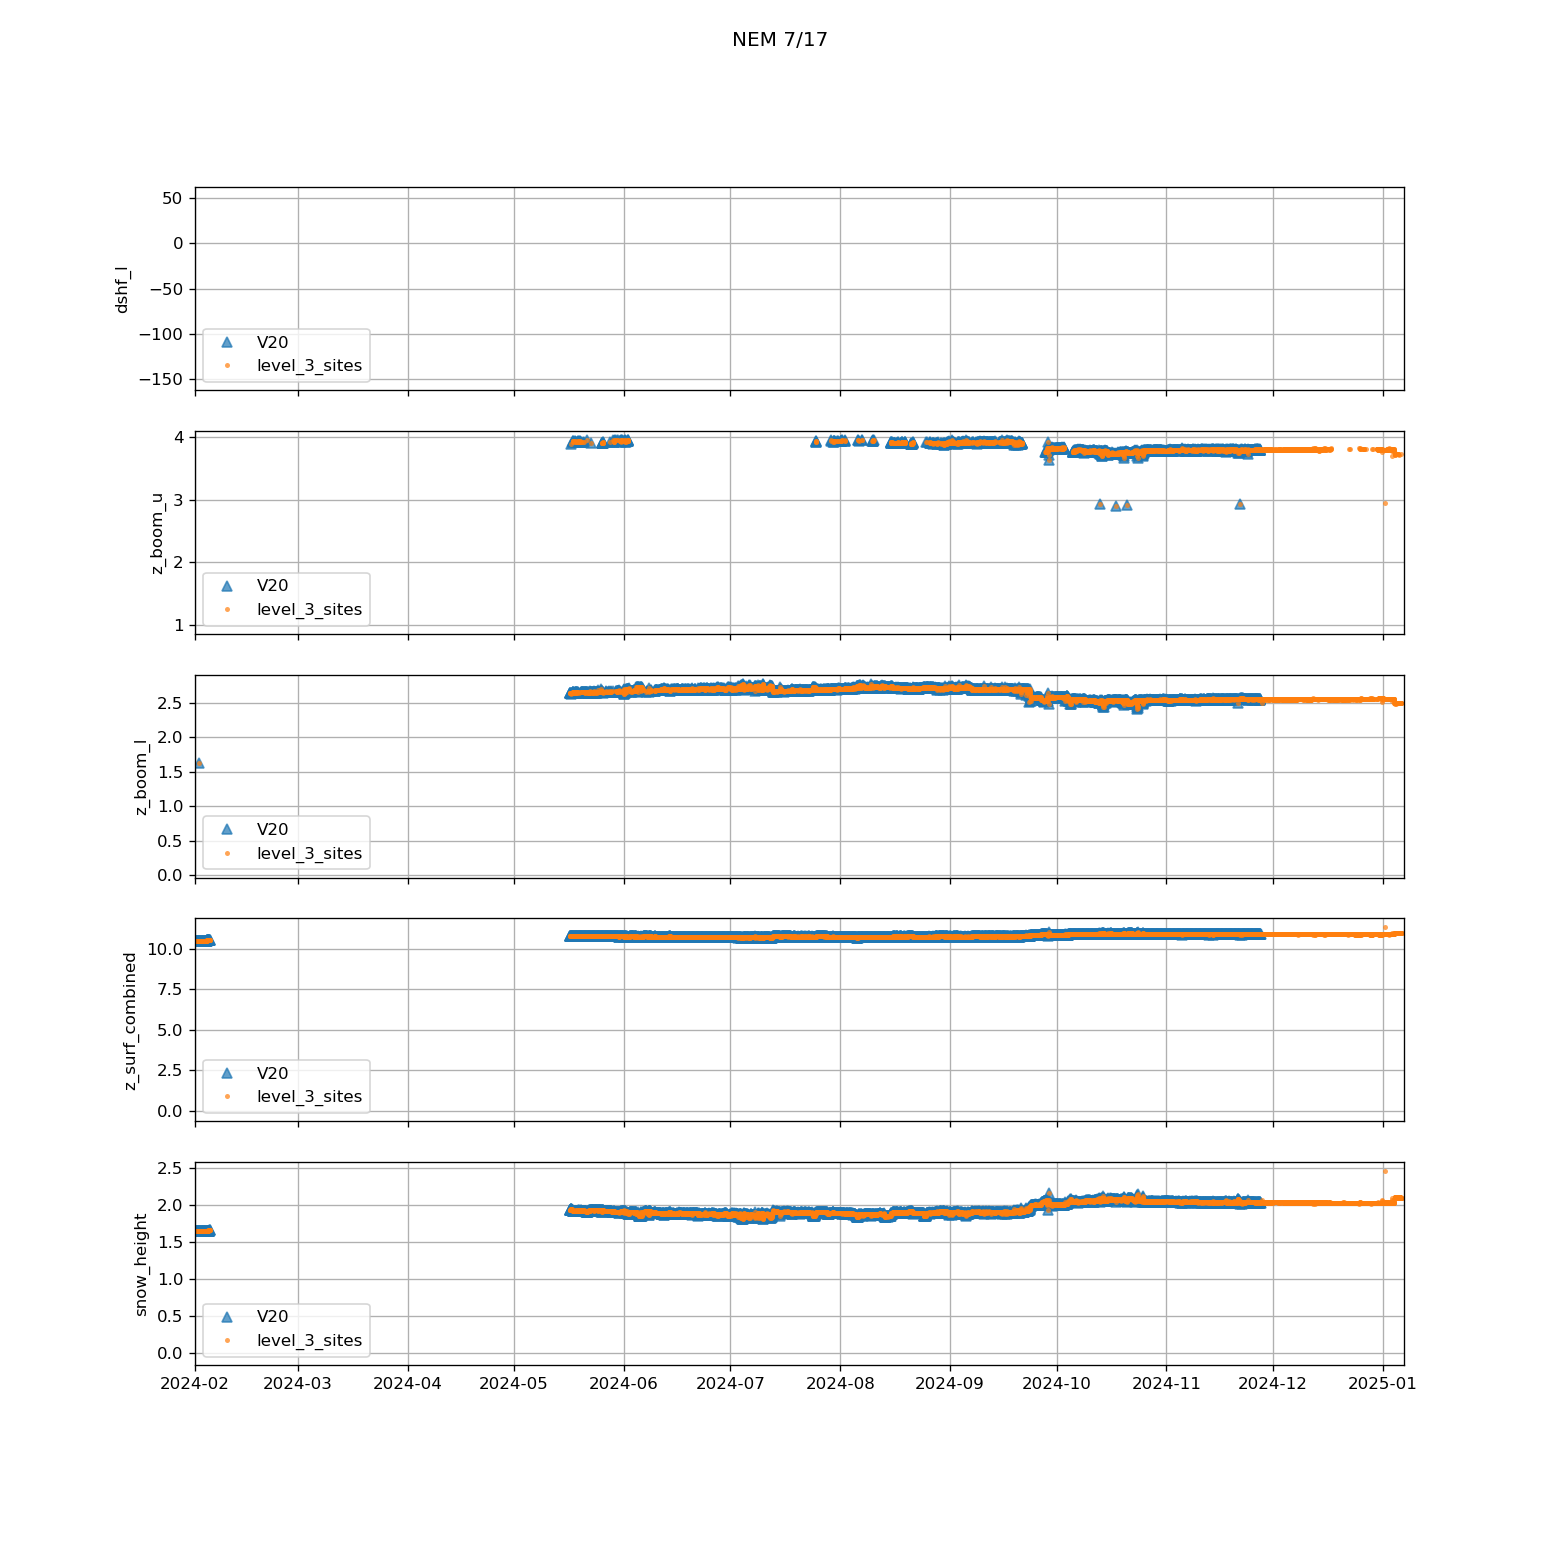 NEM 7/17
50
0
−50
−100
−150
dshf_l
V20
level_3_sites
4
3
2
1
z_boom_u
V20
level_3_sites
2.5
2.0
1.5
1.0
0.5
0.0
z_boom_l
V20
level_3_sites
10.0
7.5
5.0
2.5
0.0
z_surf_combined
V20
level_3_sites
2.5
2.0
1.5
1.0
0.5
0.0
snow_height
V20
level_3_sites
2024-02 2024-03 2024-04 2024-05 2024-06 2024-07 2024-08 2024-09 2024-10 2024-11 2024-12 2025-01